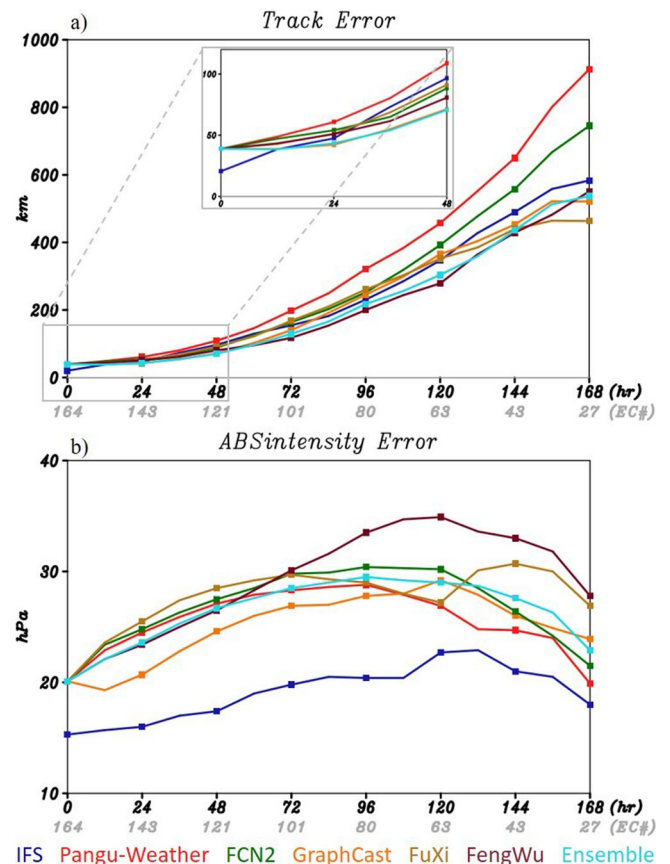 a) Track Error
1000
800
600
400
200
0
km
100
50
0
0 24 48
0 24 48 72 96 120 144 168 (hr)
164 143 121 101 80 63 43 27 (EC#)
b) ABSintensity Error
40
30
20
10
hPa
0 24 48 72 96 120 144 168 (hr)
164 143 121 101 80 63 43 27 (EC#)
IFS Pangu-Weather FCN2 GraphCast FuXi FengWu Ensemble